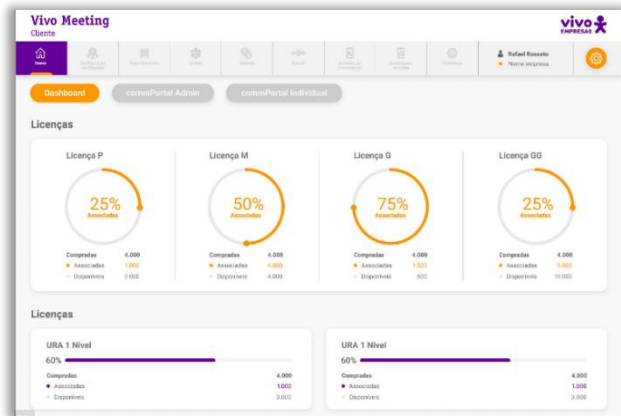 Vivo Meeting
Cliente
vivo
EMPRESAS
Home
Rafael Rossato
Nome empresa
Dashboard
commPortal Admin
commPortal Individual
Licenças
Licença P
Licença M
Licença G
Licença GG
25%
Associadas
50%
Associadas
75%
Associadas
25%
Associadas
Compradas 4.000
Associadas 1.000
Disponíveis 3.000
Compradas 4.000
Associadas 4.000
Disponíveis 4.000
Compradas 4.000
Associadas 1.500
Disponíveis 500
Compradas 4.000
Associadas 5.000
Disponíveis 10.000
Licenças
URA 1 Nivel
60%
Compradas 4.000
Associadas 1.000
Disponíveis 3.000
URA 1 Nivel
60%
Compradas 4.000
Associadas 1.000
Disponíveis 3.000